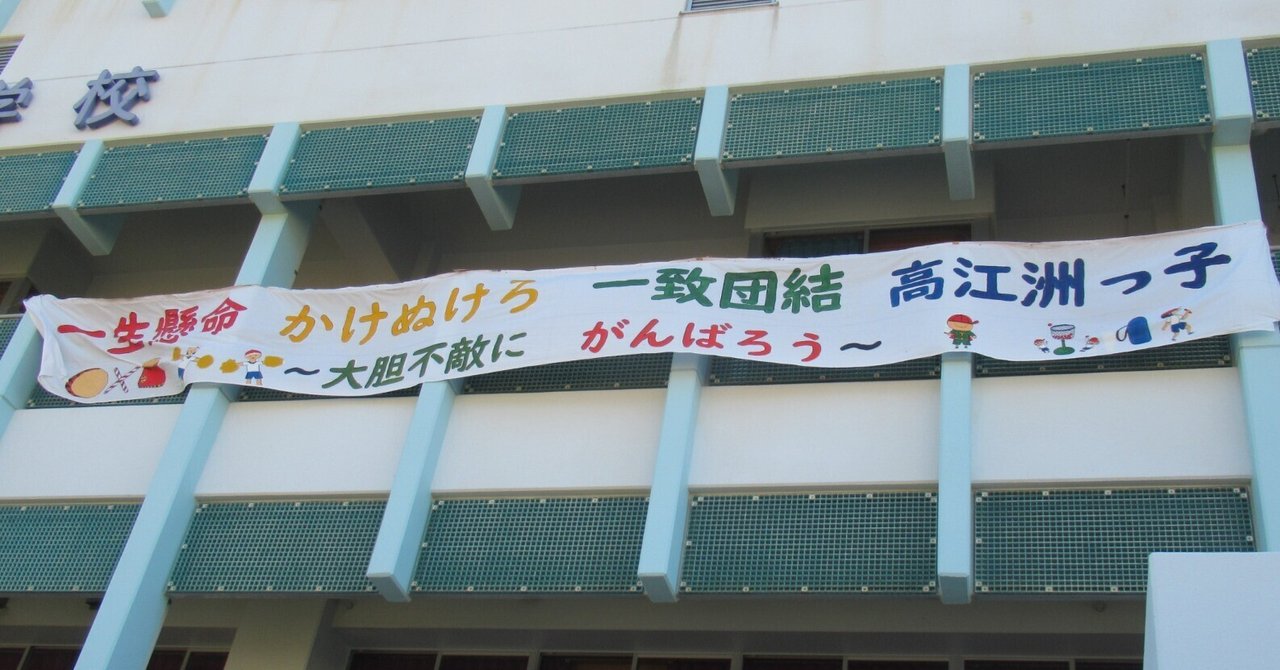 学校
一生懸命 かけぬけろ 一致団結 高江洲っ子
~大胆不敵に がんばろう~